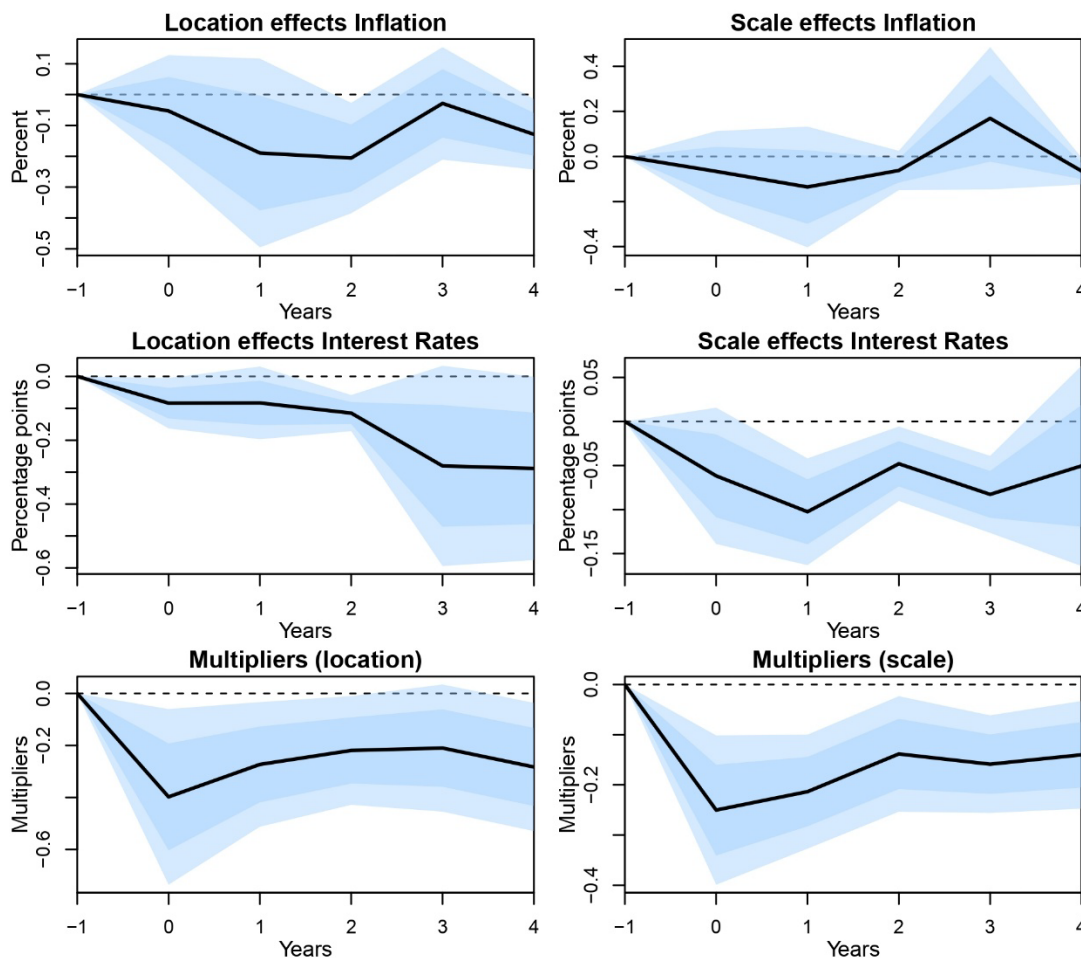 Location effects Inflation
Percent
0.1
−0.1
−0.3
−0.5
−1 0 1 2 3 4
Years
Scale effects Inflation
Percent
0.4
0.2
0.0
−0.4
−1 0 1 2 3 4
Years
Location effects Interest Rates
Percentage points
0.0
−0.2
−0.4
−0.6
−1 0 1 2 3 4
Years
Scale effects Interest Rates
Percentage points
0.05
−0.05
−0.15
−1 0 1 2 3 4
Years
Multipliers (location)
Multipliers
0.0
−0.2
−0.6
−1 0 1 2 3 4
Years
Multipliers (scale)
Multipliers
0.0
−0.2
−0.4
−1 0 1 2 3 4
Years